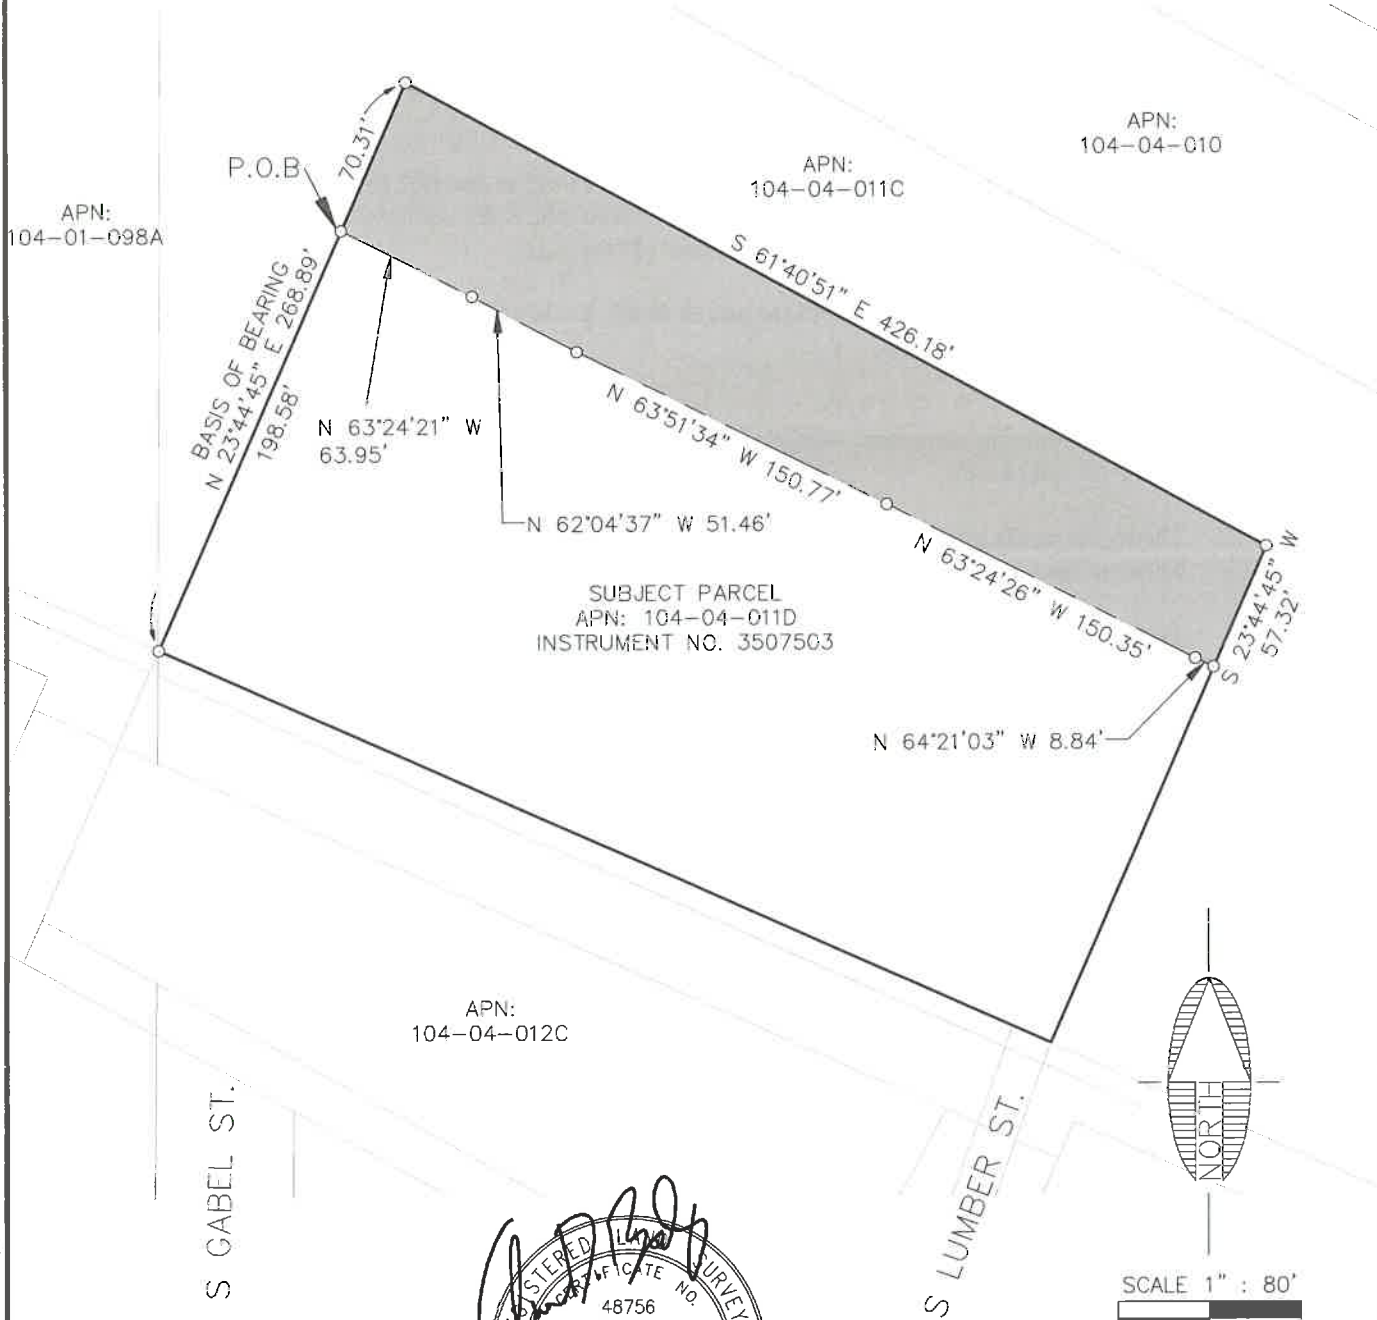 APN:
104-04-010
APN:
104-04-011C
70.31'
P.O.B
APN:
104-01-098A
S 61°40'51" E 426.18'
BASIS OF BEARING
N 23°44'45" E 268.89'
198.58'
N 63°24'21" W
63.95'
N 63°51'34" W 150.77'
N 62°04'37" W 51.46'
N 63°24'26" W 150.35'
S 23°44'45" W
57.32'
SUBJECT PARCEL
APN: 104-04-011D
INSTRUMENT NO. 3507503
N 64°21'03" W 8.84'
APN:
104-04-012C
S GABEL ST.
S LUMBER ST.
NORTH
LAND SURVEY
CERTIFICATE NO.
48756
SCALE 1" : 80'